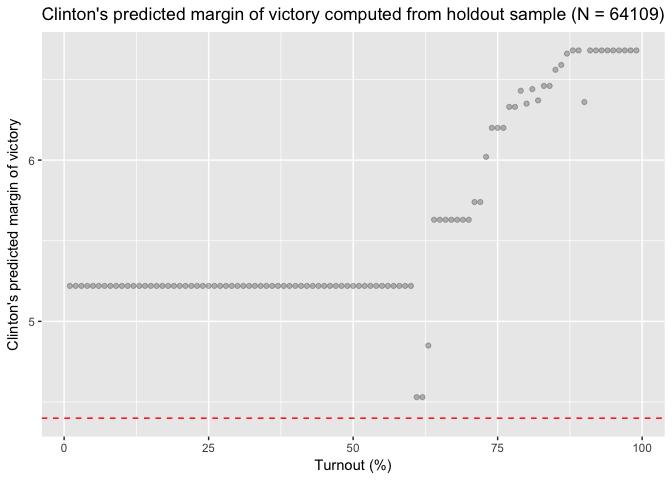 Clinton's predicted margin of victory computed from holdout sample (N = 64109)
Clinton's predicted margin of victory
6
5
0
25
50
75
100
Turnout (%)